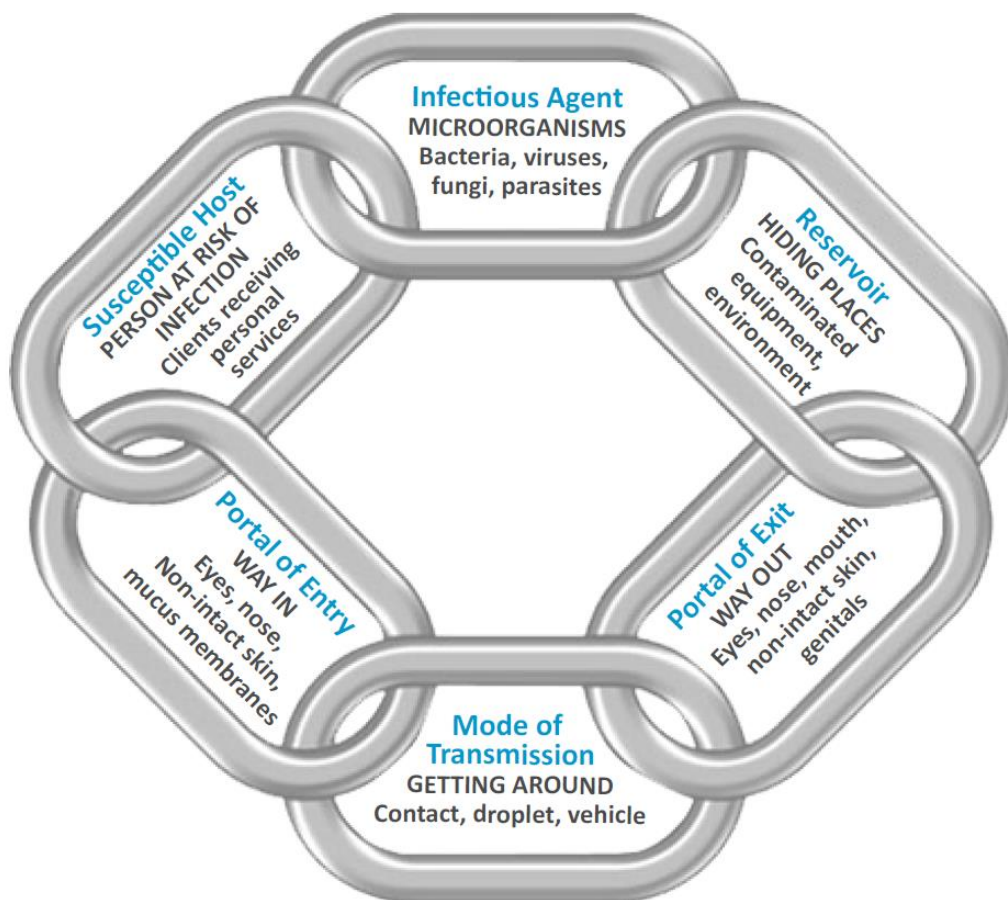 Infectious Agent
MICROORGANISMS
Bacteria, viruses,
fungi, parasites
Reservoir
HIDING PLACES
Contaminated
equipment,
environment
Portal of Exit
WAY OUT
Eyes, nose, mouth,
non-intact skin,
genitals
Mode of
Transmission
GETTING AROUND
Contact, droplet, vehicle
Portal of Entry
WAY IN
Eyes, nose,
Non-intact skin,
mucus membranes
Susceptible Host
PERSON AT RISK OF
INFECTION
Clients receiving
personal
services